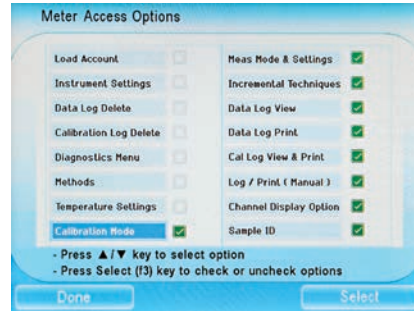 Meter Access Options
Load Account
Instrument Settings
Data Log Delete
Calibration Log Delete
Diagnostics Menu
Methods
Temperature Settings
Calibration Mode
Meas Mode & Settings
Incremental Techniques
Data Log View
Data Log Print
Cal Log View & Print
Log / Print ( Manual )
Channel Display Option
Sample ID
- Press ▲/▼ key to select option
- Press Select (f3) key to check or uncheck options
Done
Select